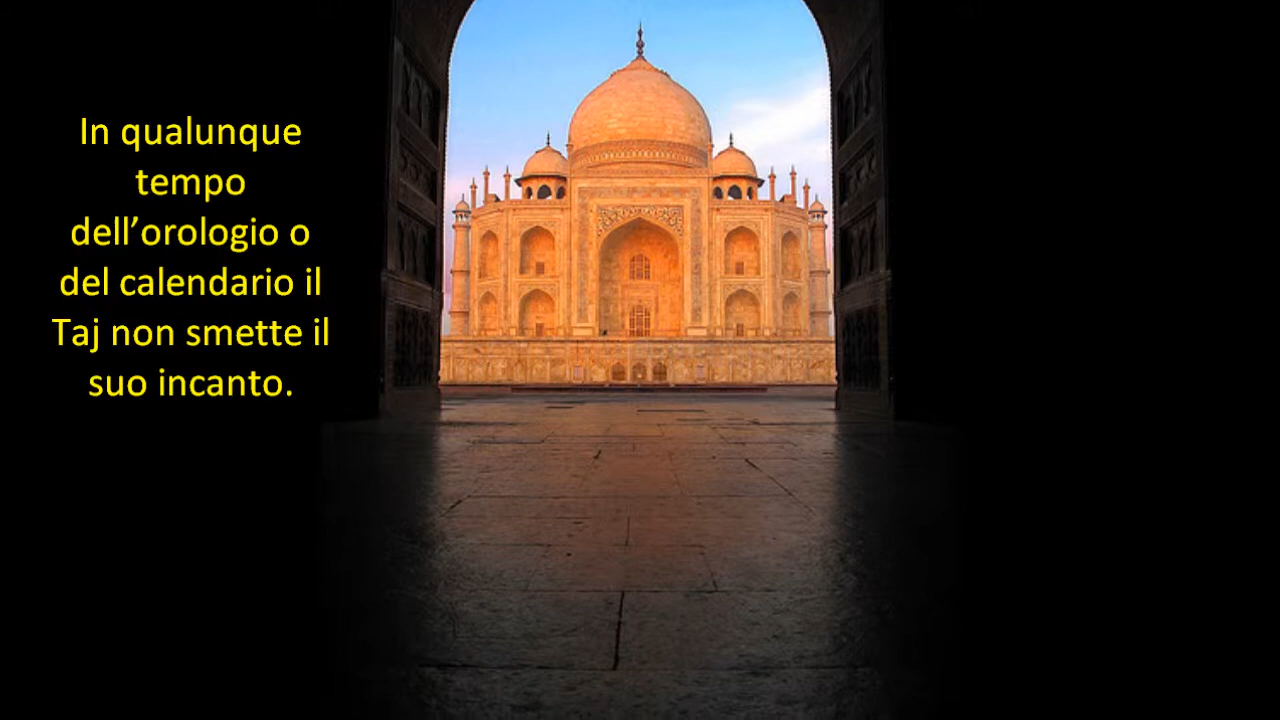 In qualunque
tempo
dell’orologio o
del calendario il
Taj non smette il
suo incanto.